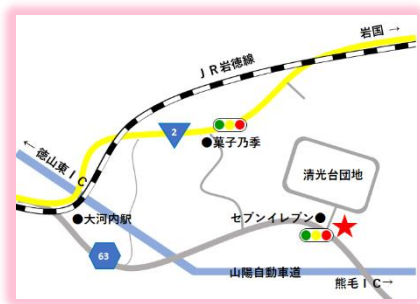 岩国 →
ＪＲ岩徳線
2
菓子乃季
← 徳山東ＩＣ
清光台団地
大河内駅
セブンイレブン
63
山陽自動車道
熊毛ＩＣ→